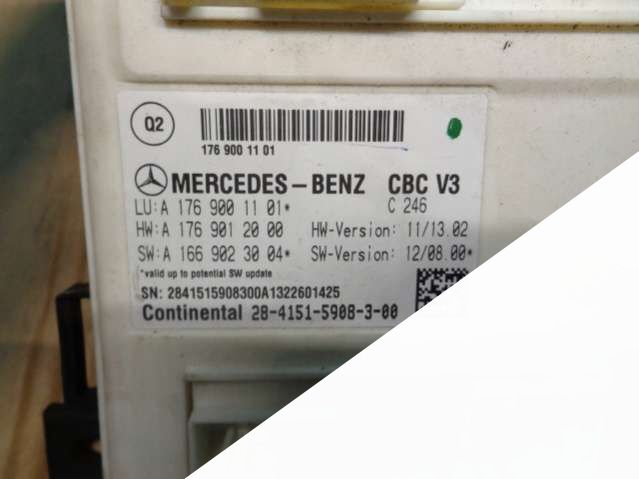 Q2
176 900 11 01
MERCEDES-BENZ CBC V3
LU:A 176 900 11 01* C 246
HW:A 176 901 20 00 HW-Version: 11/13.02
SW:A 166 902 30 04* SW-Version: 12/08.00*
*valid up to potential SW update
SN: 2841515908300A1322601425
Continental 28-4151-5908-3-00